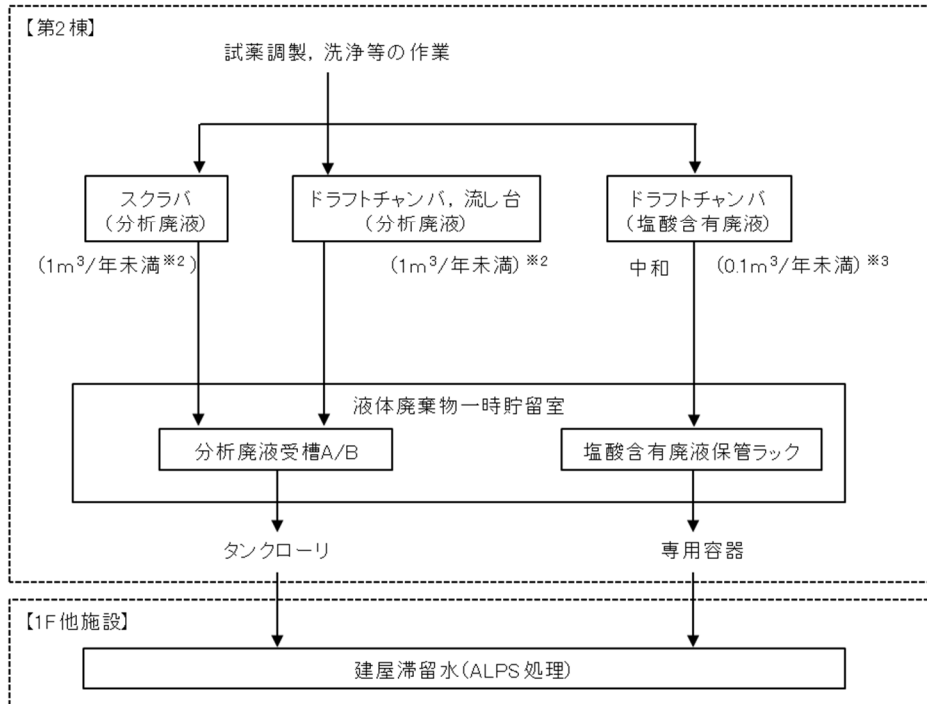 【第2棟】
試薬調製，洗浄等の作業
スクラバ
(分析廃液)
ドラフトチャンバ，流し台
(分析廃液)
ドラフトチャンバ
(塩酸含有廃液)
(1m³/年未満※2)
(1m³/年未満)※2
中和
(0.1m³/年未満)※3
液体廃棄物一時貯留室
分析廃液受槽A/B
塩酸含有廃液保管ラック
タンクローリ
専用容器
【1F他施設】
建屋滞留水(ALPS処理)